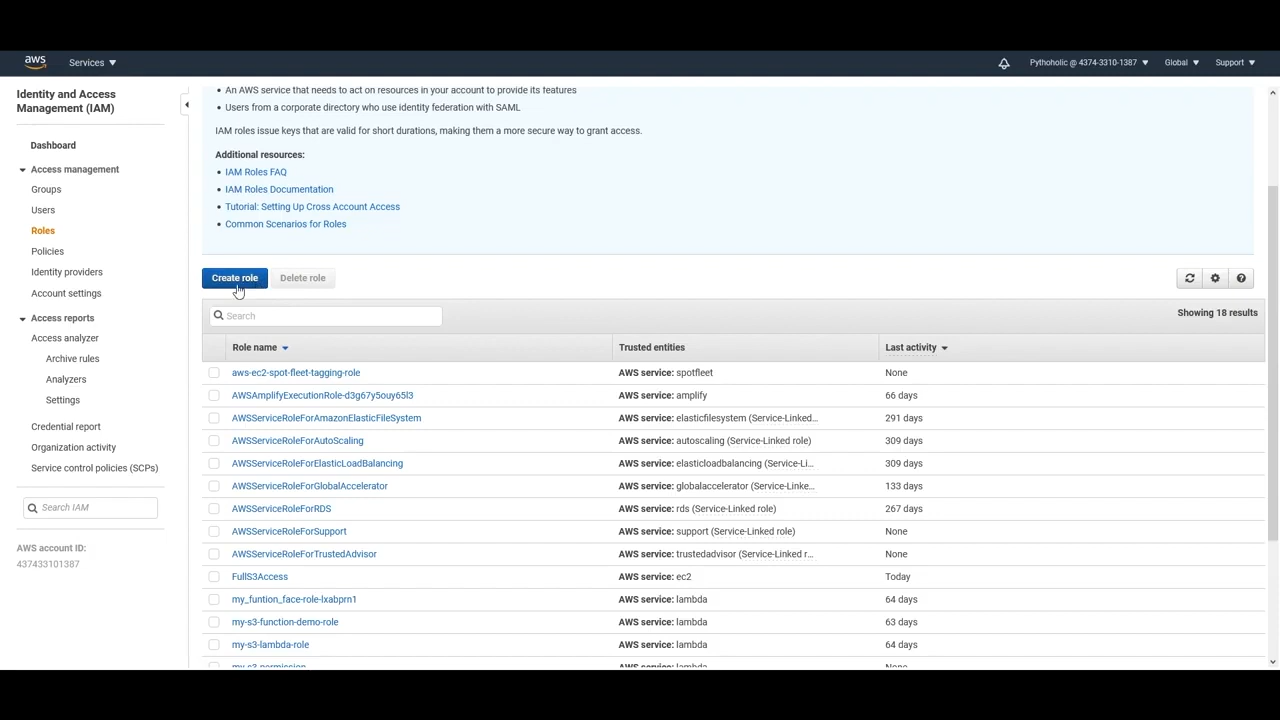 aws Services Pythoholic @ 4374-3310-1387 Global Support
Identity and Access
Management (IAM)
Dashboard
Access management
Groups
Users
Roles
Policies
Identity providers
Account settings
Access reports
Access analyzer
Archive rules
Analyzers
Settings
Credential report
Organization activity
Service control policies (SCPs)
Search IAM
AWS account ID:
437433101387
• An AWS service that needs to act on resources in your account to provide its features
• Users from a corporate directory who use identity federation with SAML
IAM roles issue keys that are valid for short durations, making them a more secure way to grant access.
Additional resources:
• IAM Roles FAQ
• IAM Roles Documentation
• Tutorial: Setting Up Cross Account Access
• Common Scenarios for Roles
Create role Delete role
Search Showing 18 results
Role name Trusted entities Last activity
aws-ec2-spot-fleet-tagging-role AWS service: spotfleet None
AWSAmplifyExecutionRole-d3g67y5ouy65l3 AWS service: amplify 66 days
AWSServiceRoleForAmazonElasticFileSystem AWS service: elasticfilesystem (Service-Linked... 291 days
AWSServiceRoleForAutoScaling AWS service: autoscaling (Service-Linked role) 309 days
AWSServiceRoleForElasticLoadBalancing AWS service: elasticloadbalancing (Service-Li... 309 days
AWSServiceRoleForGlobalAccelerator AWS service: globalaccelerator (Service-Linke... 133 days
AWSServiceRoleForRDS AWS service: rds (Service-Linked role) 267 days
AWSServiceRoleForSupport AWS service: support (Service-Linked role) None
AWSServiceRoleForTrustedAdvisor AWS service: trustedadvisor (Service-Linked r... None
FullS3Access AWS service: ec2 Today
my_funtion_face-role-lxabprn1 AWS service: lambda 64 days
my-s3-function-demo-role AWS service: lambda 63 days
my-s3-lambda-role AWS service: lambda 64 days
my-s3-permission AWS service: lambda None